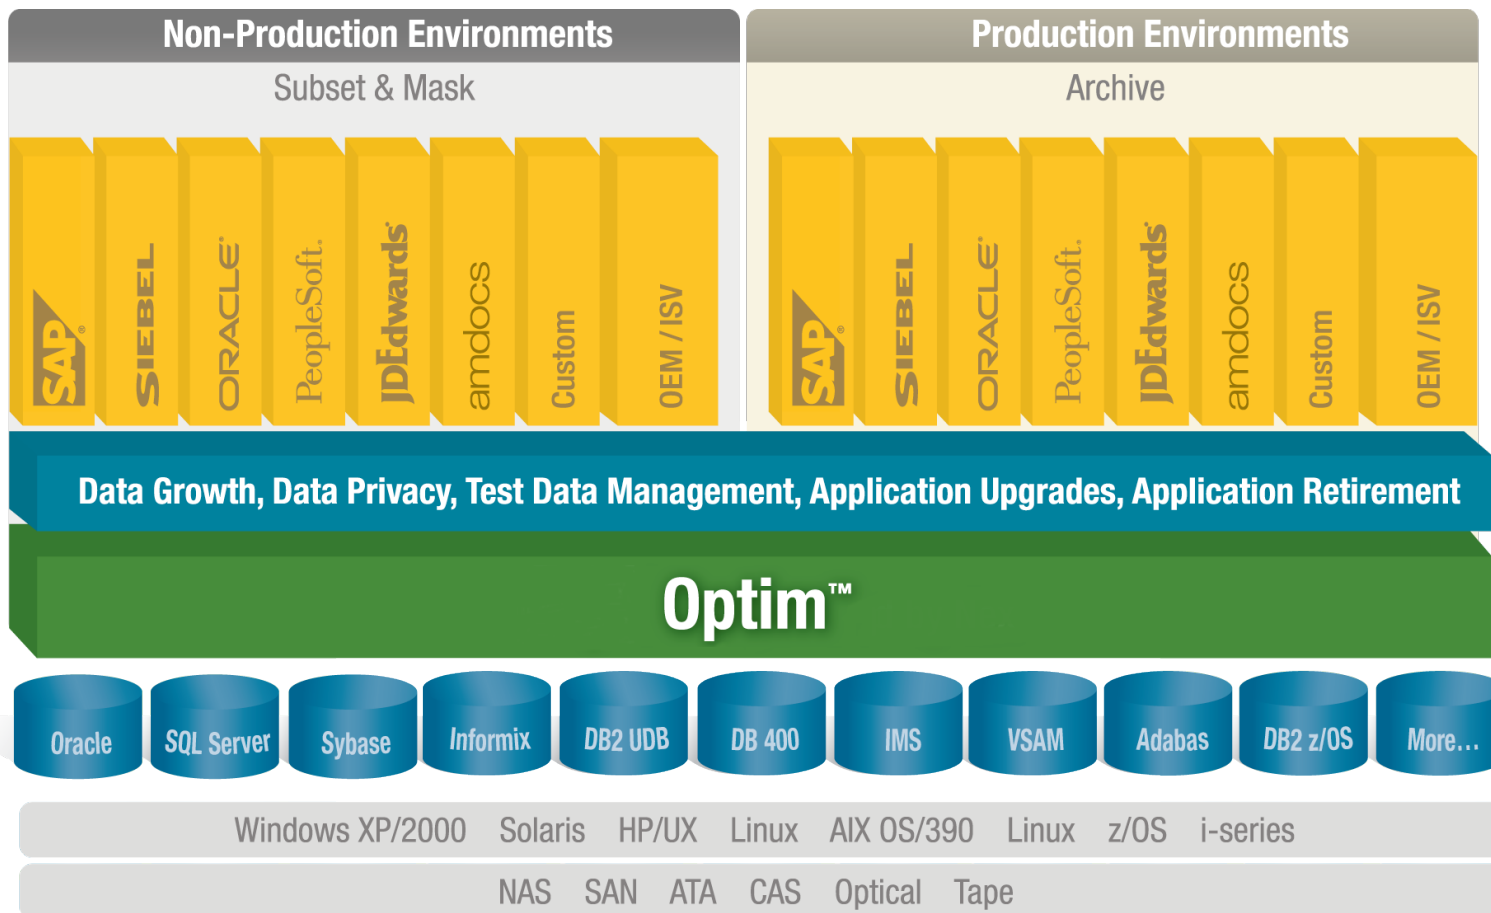 Non-Production Environments
Subset & Mask
SAP®
SIEBEL
ORACLE®
PeopleSoft.
JDEdwards®
amdocs
Custom
OEM / ISV
Production Environments
Archive
SAP®
SIEBEL
ORACLE®
PeopleSoft.
JDEdwards®
amdocs
Custom
OEM / ISV
Data Growth, Data Privacy, Test Data Management, Application Upgrades, Application Retirement
Optim™
Oracle SQL Server Sybase Informix DB2 UDB DB 400 IMS VSAM Adabas DB2 z/OS More...
Windows XP/2000 Solaris HP/UX Linux AIX OS/390 Linux z/OS i-series
NAS SAN ATA CAS Optical Tape